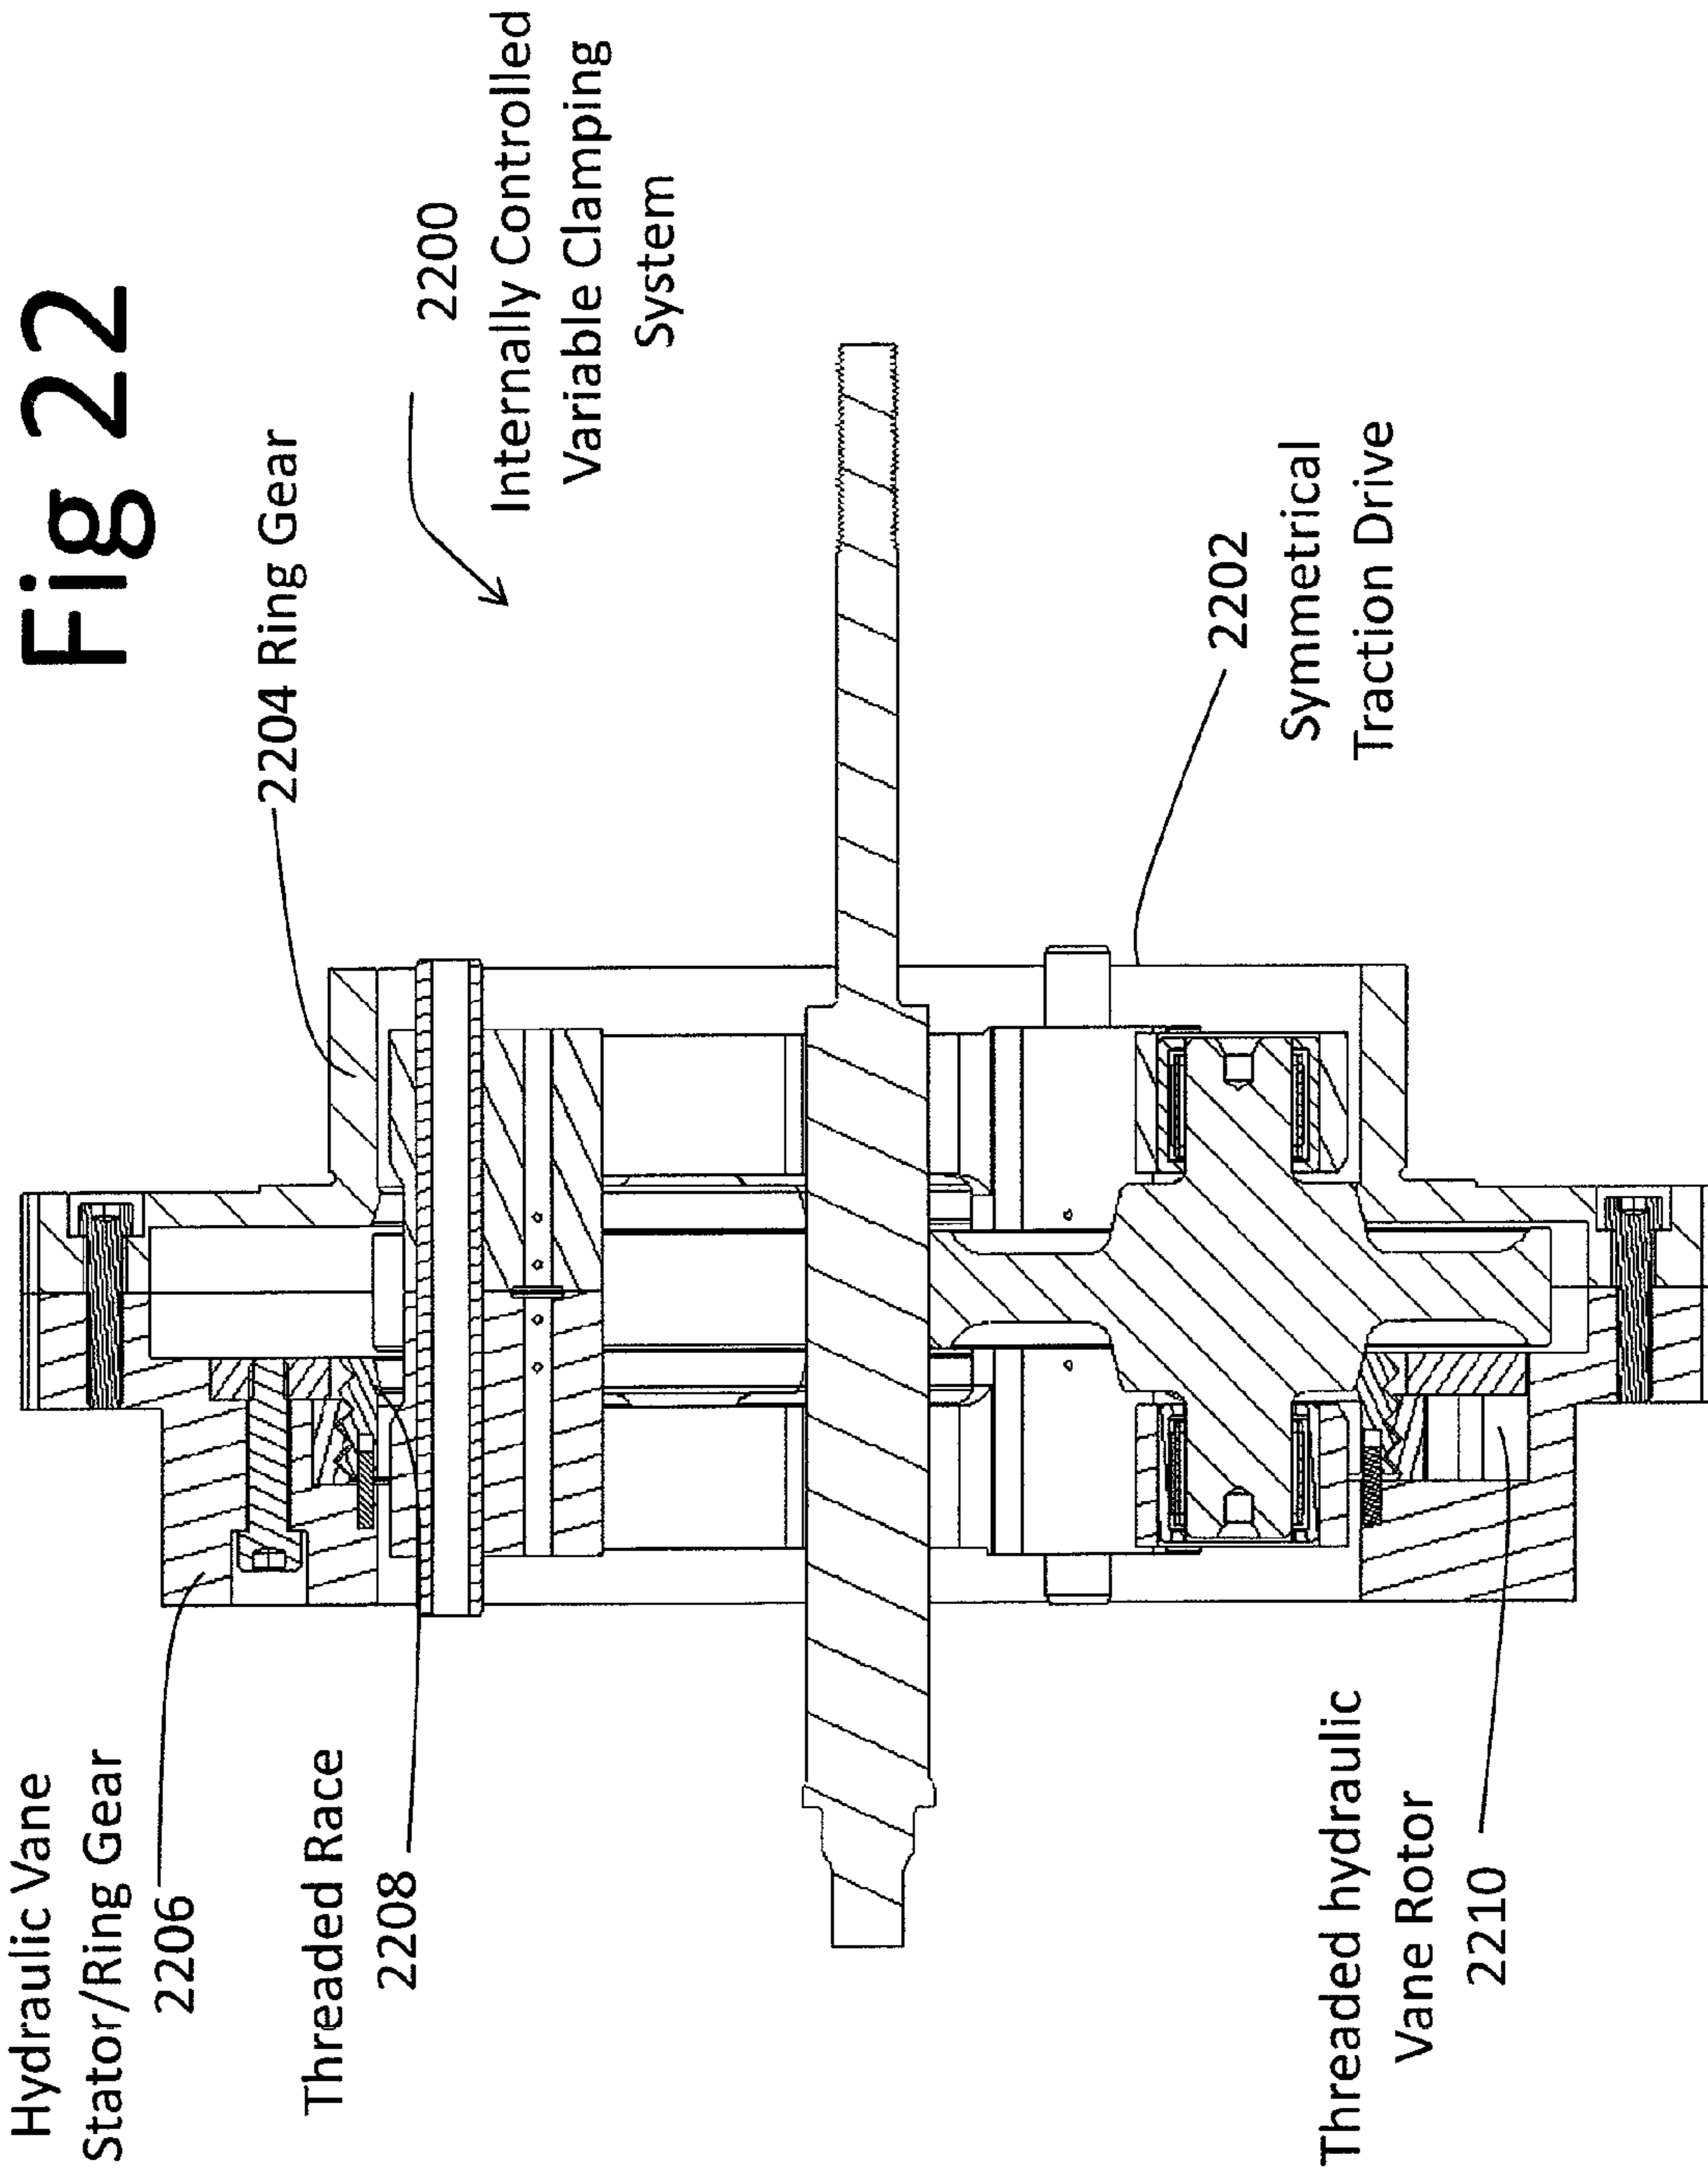 Fig 22
2200
Internally Controlled
Variable Clamping
System
2204 Ring Gear
Hydraulic Vane
Stator/Ring Gear
2206
Threaded Race
2208
2202
Symmetrical
Traction Drive
Threaded hydraulic
Vane Rotor
2210